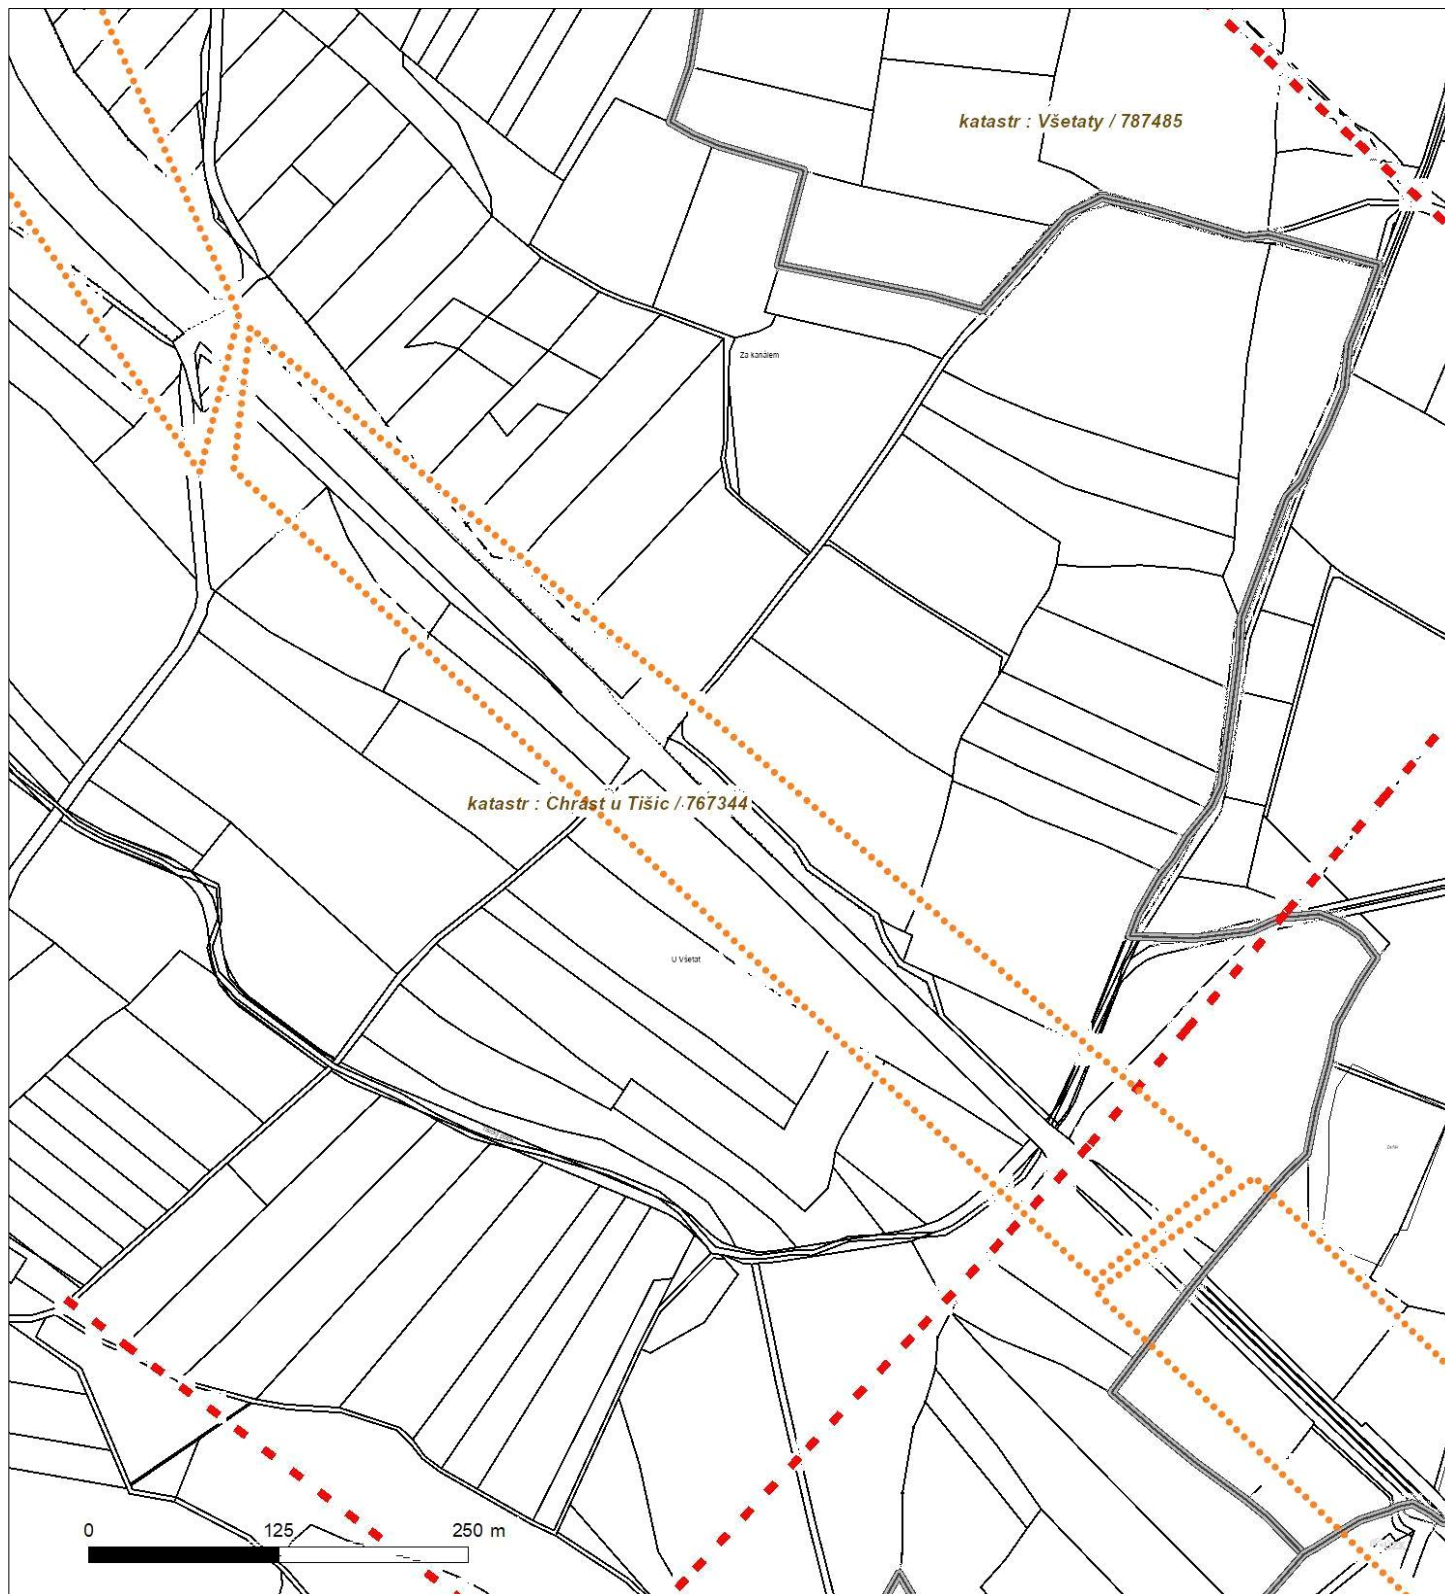 katastr : Všetaty / 787485
Za kanálem
katastr : Chrást u Tišic / 767344
U Všetat
0 125 250 m